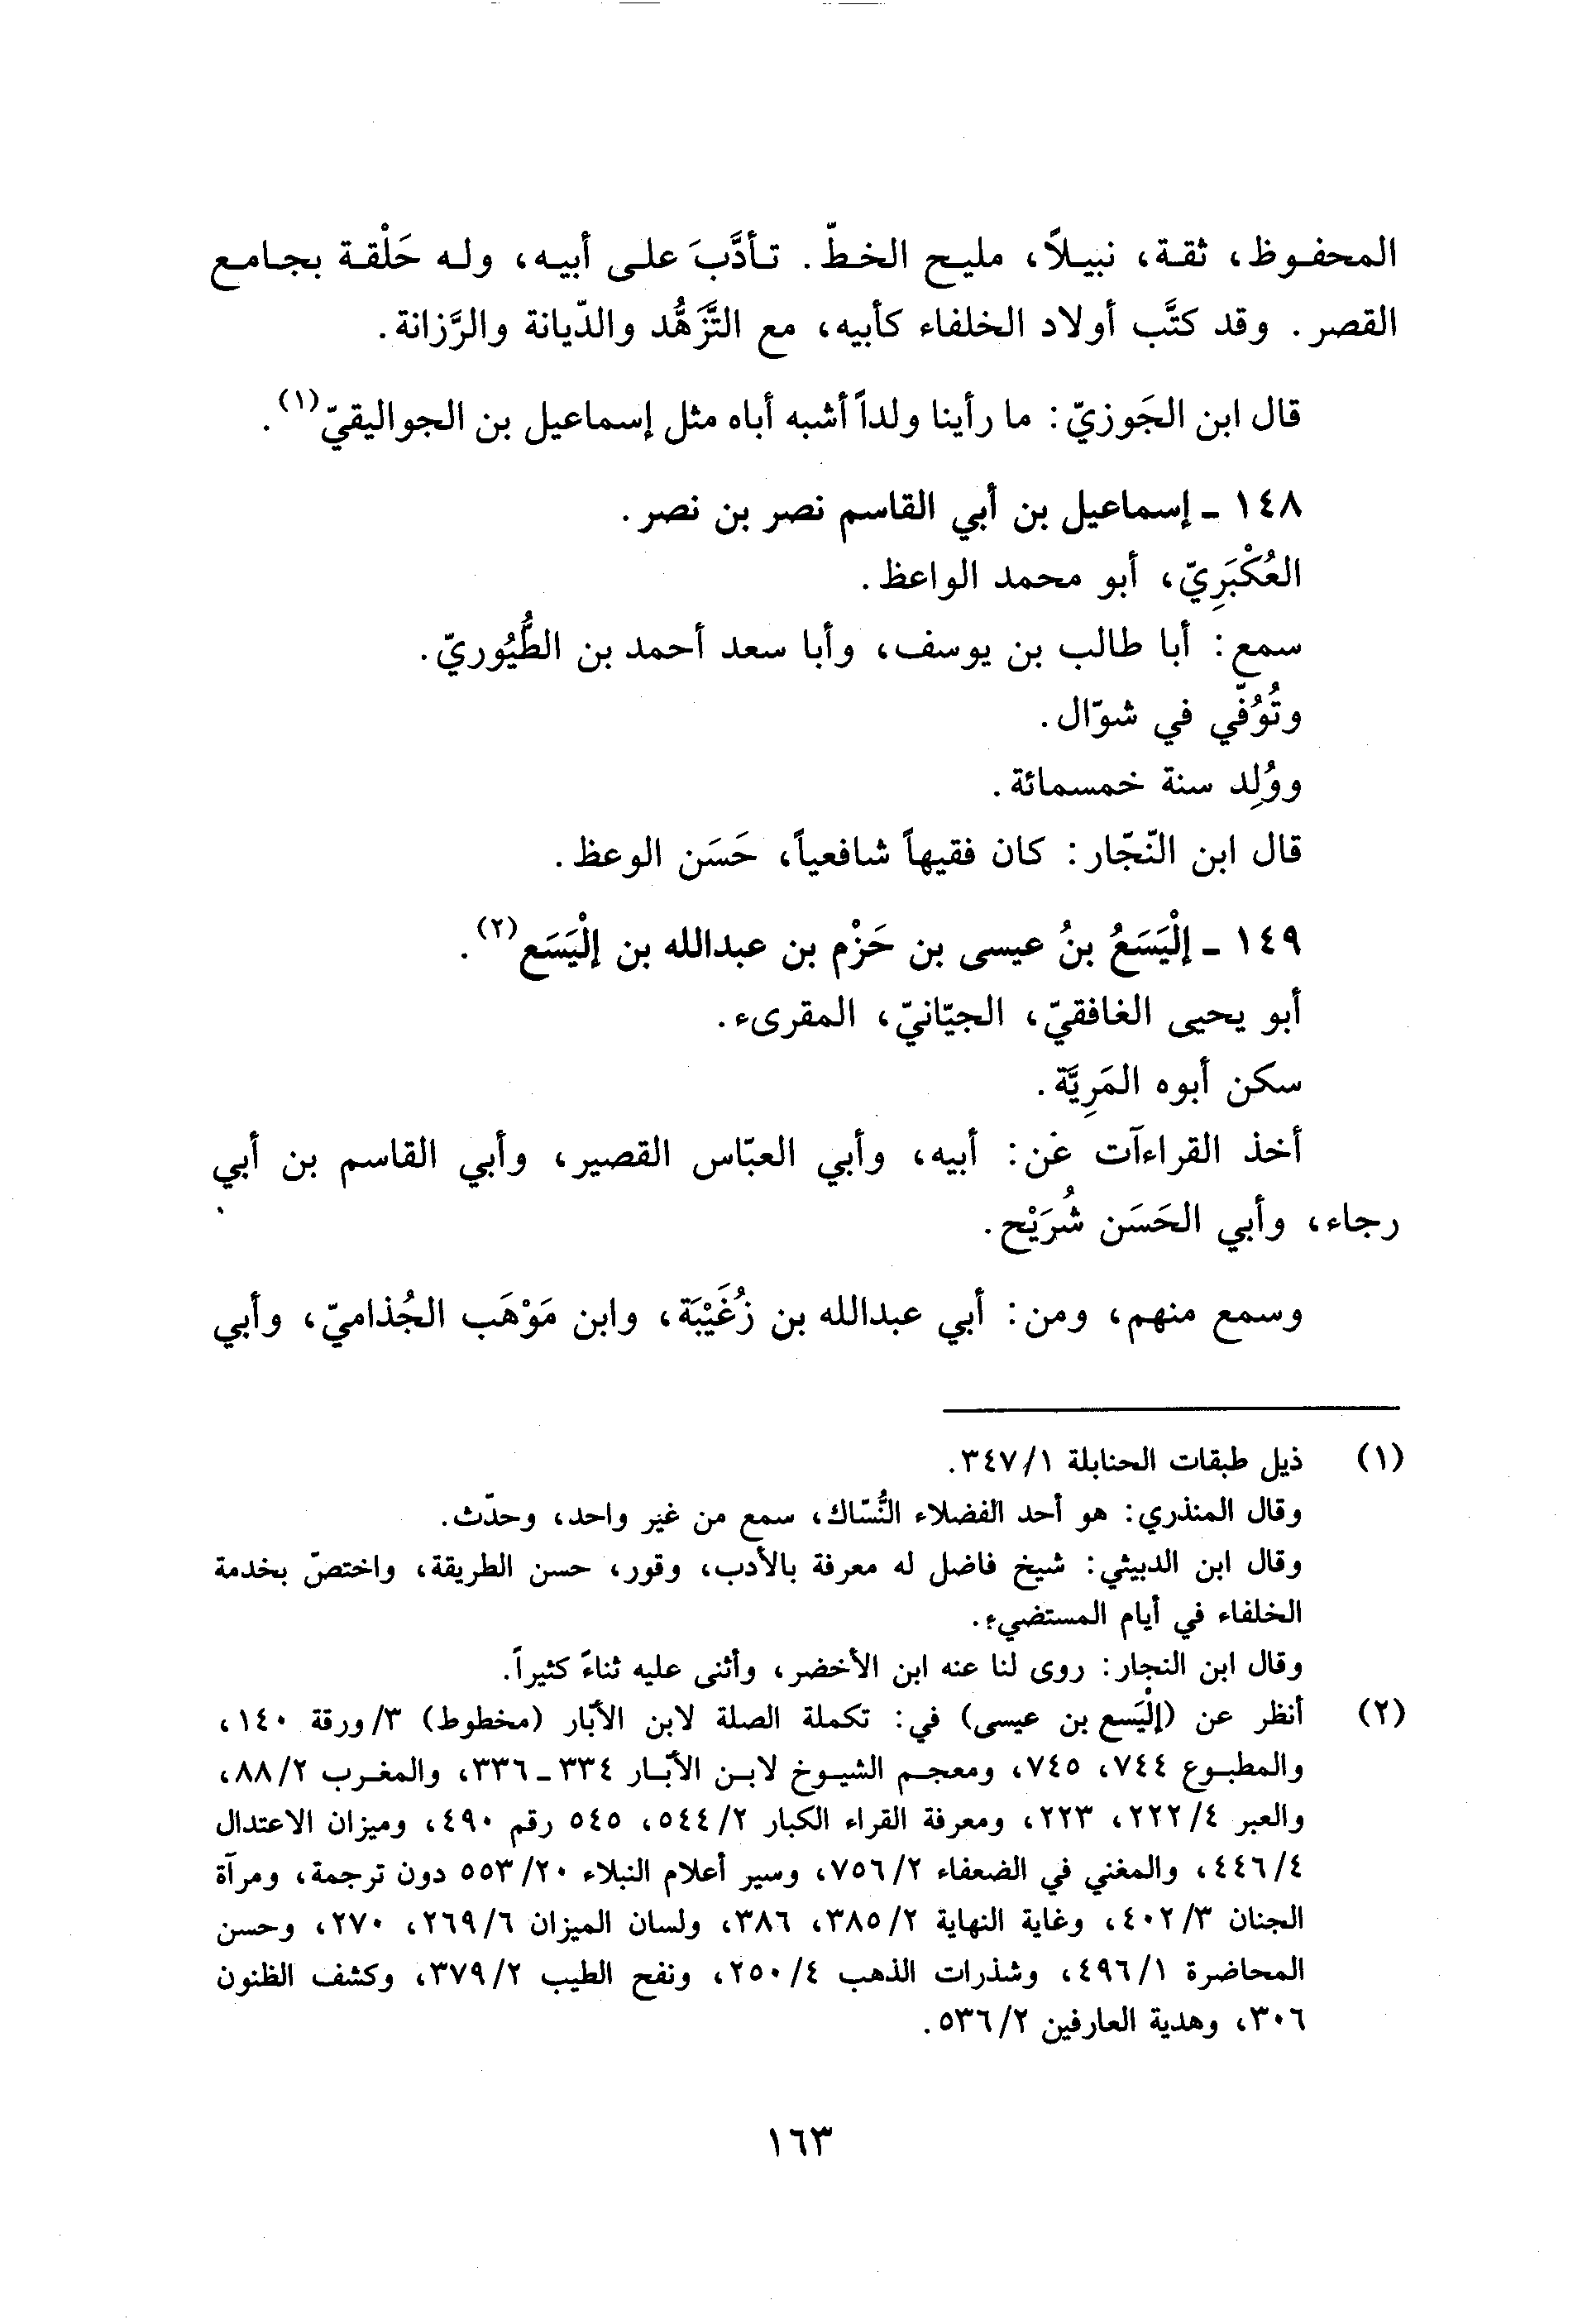 المحفوظ، ثقة، نبيلاً، مليح الخطّ. تأدَّبَ على أبيه، وله حَلْقة بجامع
القصر. وقد كتَّب أولاد الخلفاء كأبيه، مع التَّزَهُّد والدّيانة والرَّزانة.
قال ابن الجَوزيّ: ما رأينا ولداً أشبه أباه مثل إسماعيل بن الجواليقيّ(١).
١٤٨ - إسماعيل بن أبي القاسم نصر بن نصر.
العُكْبَرِيّ، أبو محمد الواعظ.
سمع: أبا طالب بن يوسف، وأبا سعد أحمد بن الطُّيُوريّ.
وتُوُفّي في شوّال.
ووُلِد سنة خمسمائة.
قال ابن النّجّار: كان فقيهاً شافعياً، حَسَن الوعظ.
١٤٩ - إلْيَسَعُ بنُ عيسى بن حَزْم بن عبدالله بن إلْيَسَع(٢).
أبو يحيى الغافقيّ، الجيّانيّ، المقرىء.
سكن أبوه المَرِيَّة.
أخذ القراءآت عَن: أبيه، وأبي العبّاس القصير، وأبي القاسم بن أبي
رجاء، وأبي الحَسَن شُرَيْح.
وسمع منهم، ومن: أبي عبدالله بن زُغَيْبَة، وابن مَوْهَب الجُذاميّ، وأبي
(١) ذيل طبقات الحنابلة ٣٤٧/١.
وقال المنذري: هو أحد الفضلاء النُّسّاك، سمع من غير واحد، وحدّث.
وقال ابن الدبيثي: شيخ فاضل له معرفة بالأدب، وقور، حسن الطريقة، واختصّ بخدمة
الخلفاء في أيام المستضيء.
وقال ابن النجار: روى لنا عنه ابن الأخضر، وأثنى عليه ثناءً كثيراً.
(٢) أنظر عن (إلْيَسع بن عيسى) في: تكملة الصلة لابن الأبّار (مخطوط) ٣/ورقة ١٤٠،
والمطبوع ٧٤٤، ٧٤٥، ومعجم الشيوخ لابن الأبّار ٣٣٤ - ٣٣٦، والمغرب ٨٨/٢،
والعبر ٢٢٢/٤، ٢٢٣، ومعرفة القراء الكبار ٥٤٤/٢، ٥٤٥ رقم ٤٩٠، وميزان الاعتدال
٤٤٦/٤، والمغني في الضعفاء ٧٥٦/٢، وسير أعلام النبلاء ٥٥٣/٢٠ دون ترجمة، ومرآة
الجنان ٤٠٢/٣، وغاية النهاية ٣٨٥/٢، ٣٨٦، ولسان الميزان ٢٦٩/٦، ٢٧٠، وحسن
المحاضرة ٤٩٦/١، وشذرات الذهب ٢٥٠/٤، ونفح الطيب ٣٧٩/٢، وكشف الظنون
٣٠٦، وهدية العارفين ٥٣٦/٢.
١٦٣